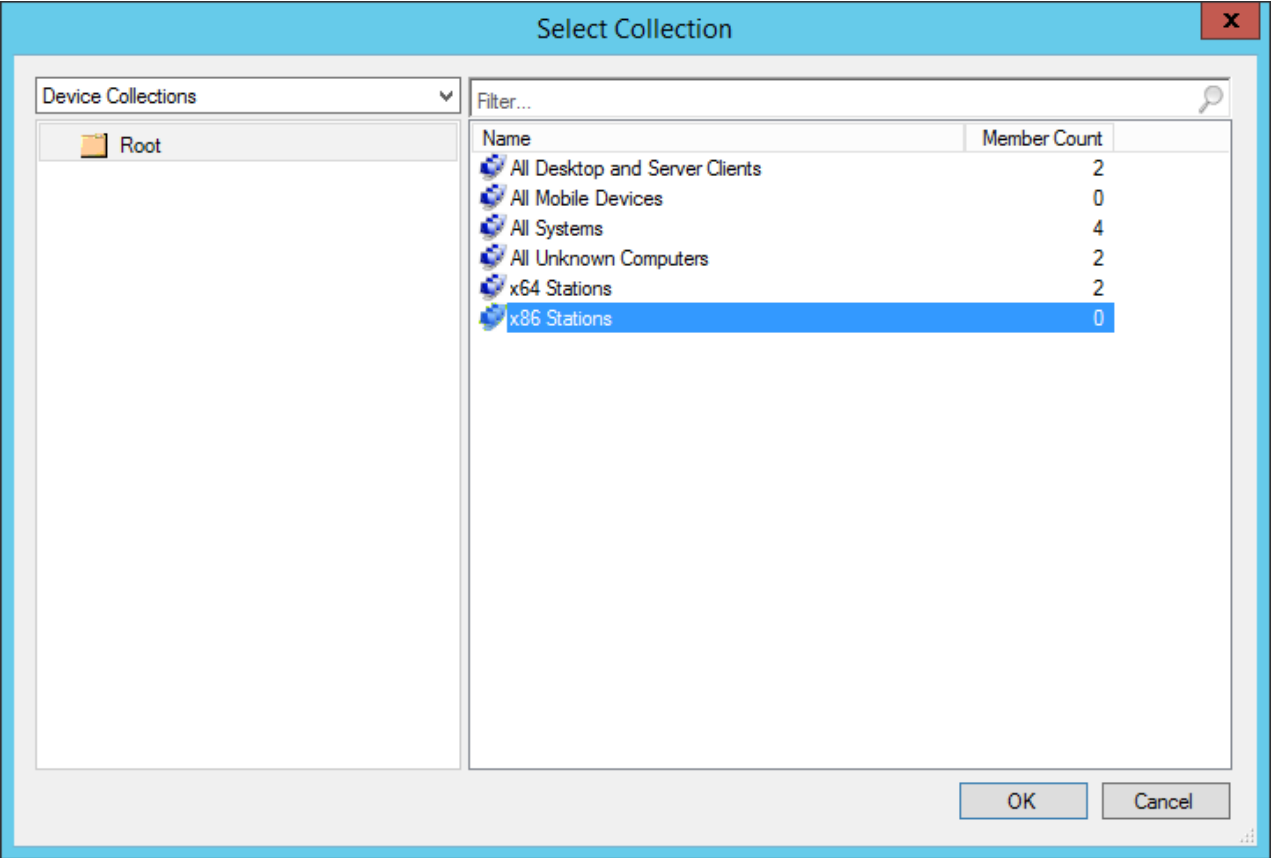 Select Collection
x
Device Collections
Filter...
Root
Name Member Count
All Desktop and Server Clients 2
All Mobile Devices 0
All Systems 4
All Unknown Computers 2
x64 Stations 2
x86 Stations 0
OK Cancel